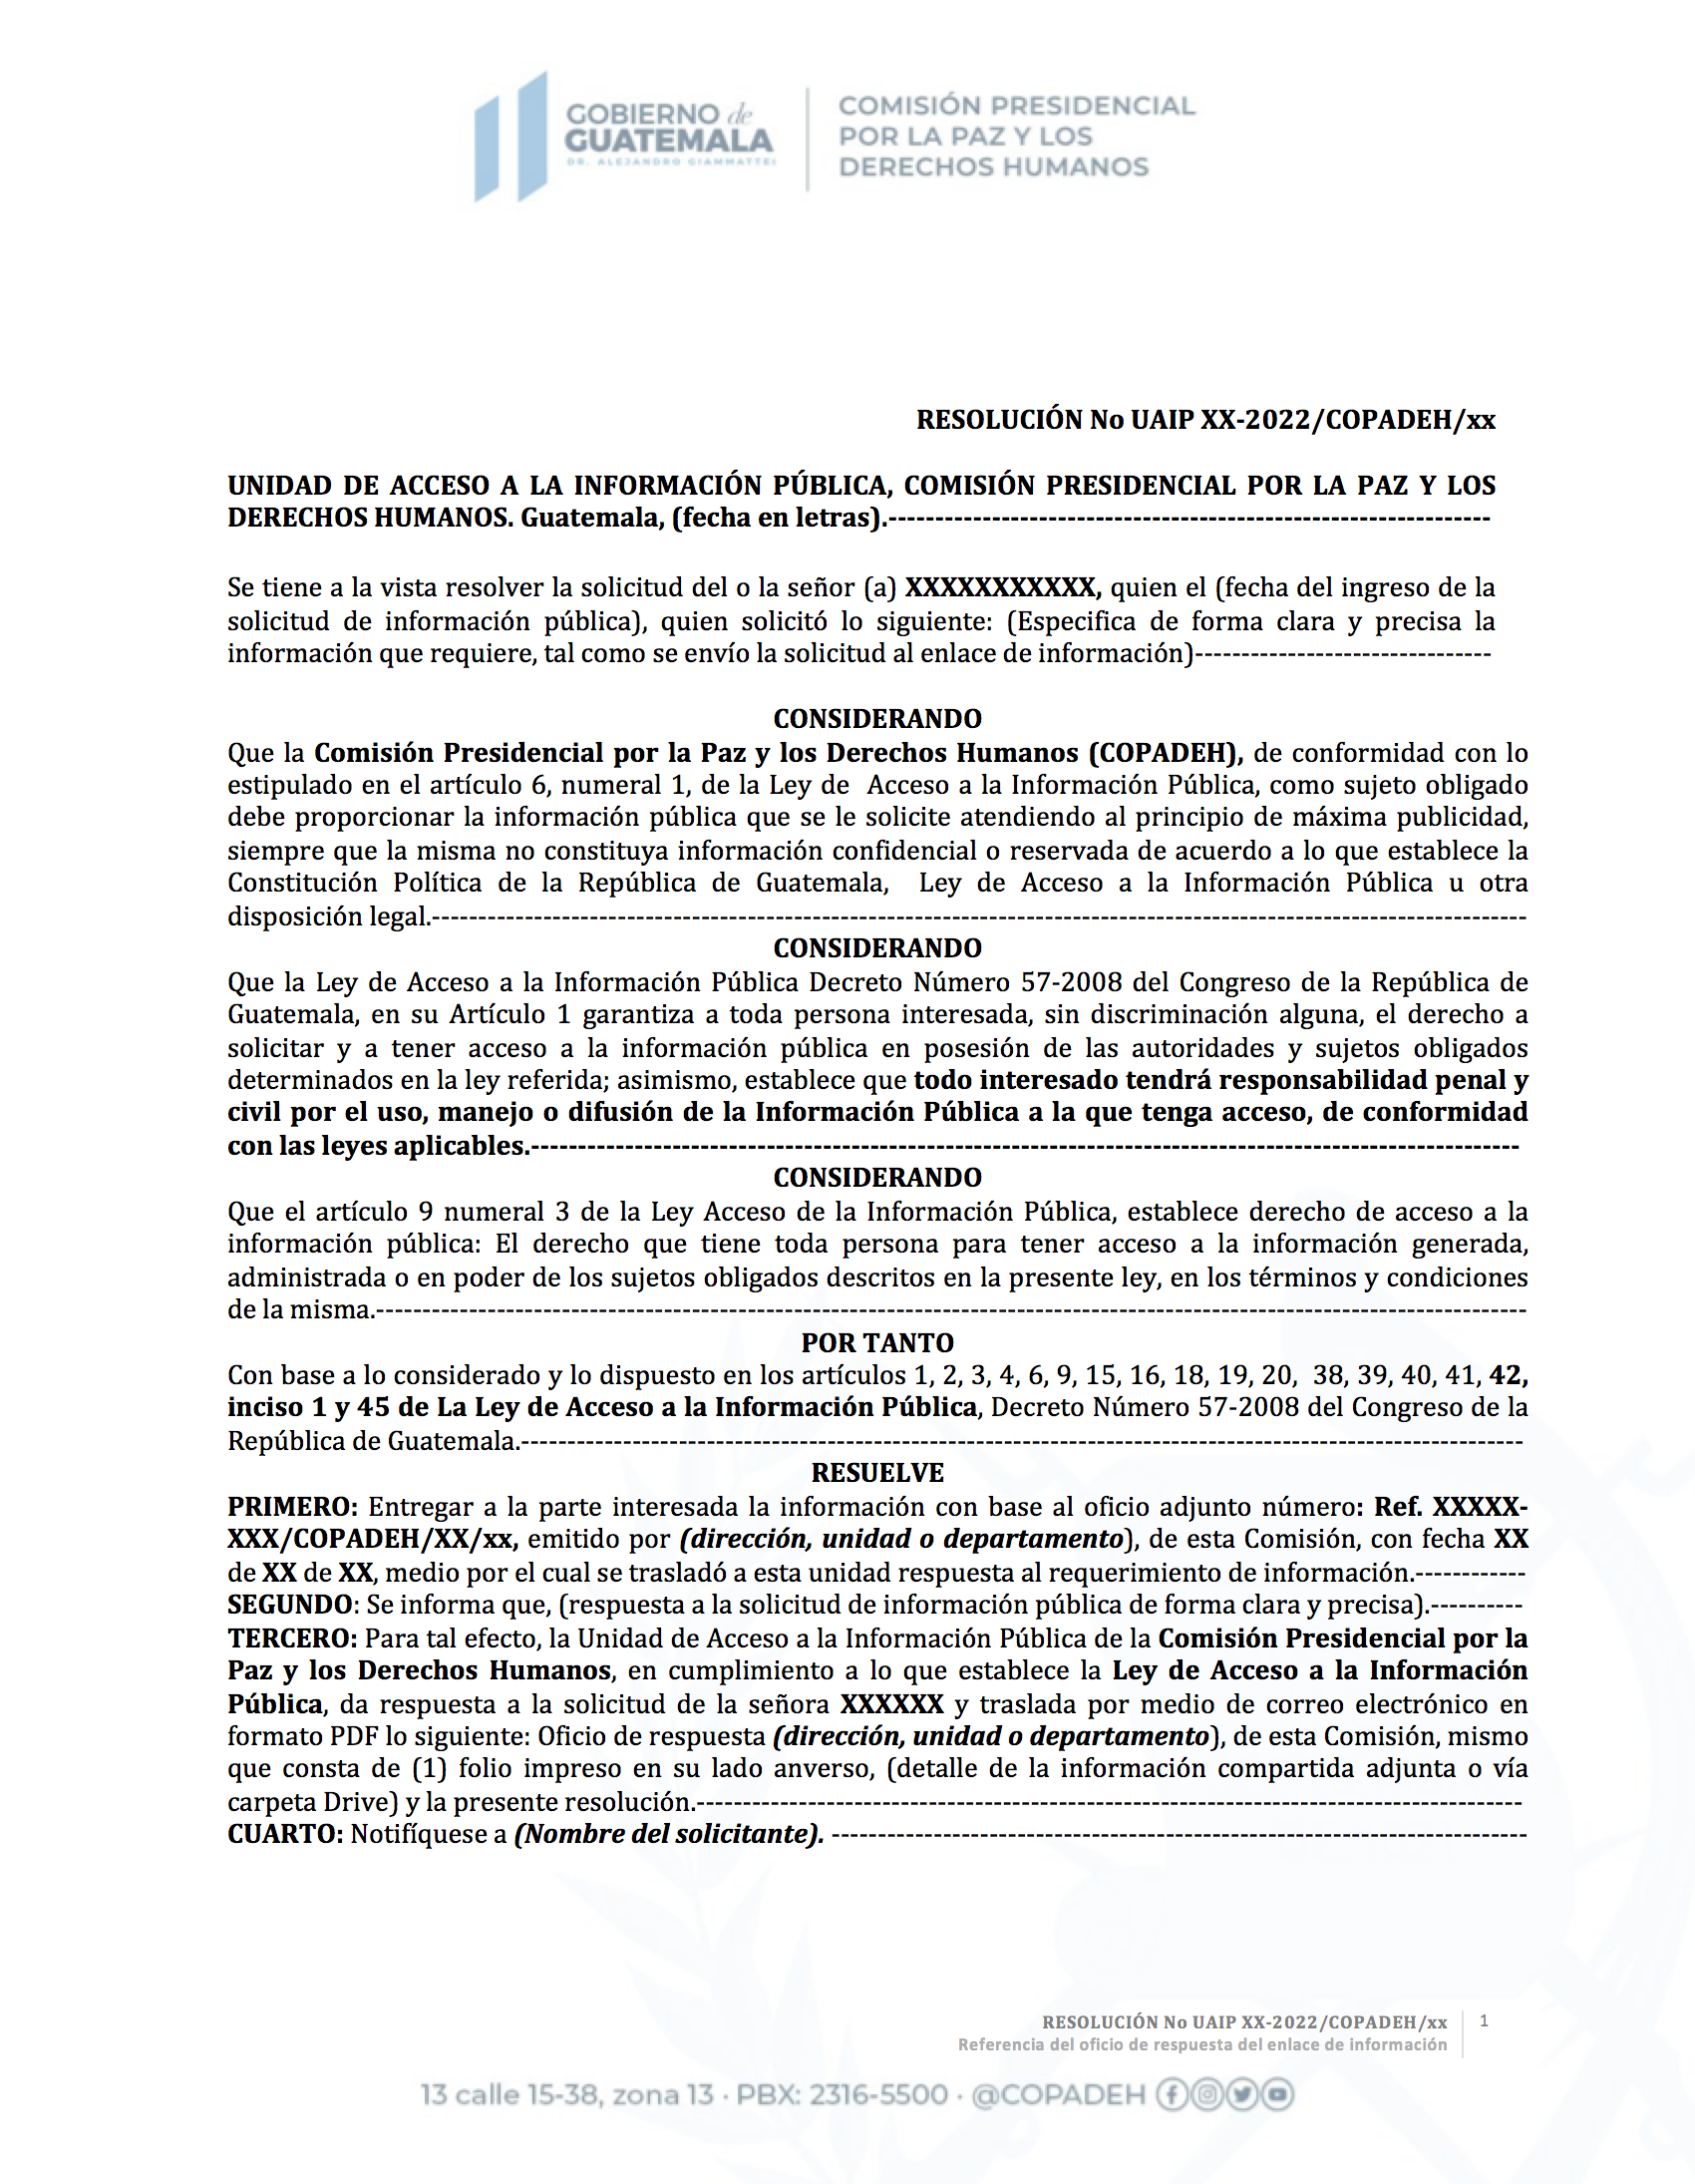 GOBIERNO de
GUATEMALA
DR. ALEJANDRO GIAMMATTEI
COMISIÓN PRESIDENCIAL
POR LA PAZ Y LOS
DERECHOS HUMANOS
RESOLUCIÓN No UAIP XX-2022/COPADEH/xx
UNIDAD DE ACCESO A LA INFORMACIÓN PÚBLICA, COMISIÓN PRESIDENCIAL POR LA PAZ Y LOS
DERECHOS HUMANOS. Guatemala, (fecha en letras).-----------------------------------------------------------------
Se tiene a la vista resolver la solicitud del o la señor (a) XXXXXXXXXXX, quien el (fecha del ingreso de la
solicitud de información pública), quien solicitó lo siguiente: (Especifica de forma clara y precisa la
información que requiere, tal como se envío la solicitud al enlace de información)--------------------------------
CONSIDERANDO
Que la Comisión Presidencial por la Paz y los Derechos Humanos (COPADEH), de conformidad con lo
estipulado en el artículo 6, numeral 1, de la Ley de Acceso a la Información Pública, como sujeto obligado
debe proporcionar la información pública que se le solicite atendiendo al principio de máxima publicidad,
siempre que la misma no constituya información confidencial o reservada de acuerdo a lo que establece la
Constitución Política de la República de Guatemala, Ley de Acceso a la Información Pública u otra
disposición legal.----------------------------------------------------------------------------------------------------------------------
CONSIDERANDO
Que la Ley de Acceso a la Información Pública Decreto Número 57-2008 del Congreso de la República de
Guatemala, en su Artículo 1 garantiza a toda persona interesada, sin discriminación alguna, el derecho a
solicitar y a tener acceso a la información pública en posesión de las autoridades y sujetos obligados
determinados en la ley referida; asimismo, establece que todo interesado tendrá responsabilidad penal y
civil por el uso, manejo o difusión de la Información Pública a la que tenga acceso, de conformidad
con las leyes aplicables.-----------------------------------------------------------------------------------------------------------
CONSIDERANDO
Que el artículo 9 numeral 3 de la Ley Acceso de la Información Pública, establece derecho de acceso a la
información pública: El derecho que tiene toda persona para tener acceso a la información generada,
administrada o en poder de los sujetos obligados descritos en la presente ley, en los términos y condiciones
de la misma.----------------------------------------------------------------------------------------------------------------------------
POR TANTO
Con base a lo considerado y lo dispuesto en los artículos 1, 2, 3, 4, 6, 9, 15, 16, 18, 19, 20, 38, 39, 40, 41, 42,
inciso 1 y 45 de La Ley de Acceso a la Información Pública, Decreto Número 57-2008 del Congreso de la
República de Guatemala.------------------------------------------------------------------------------------------------------------
RESUELVE
PRIMERO: Entregar a la parte interesada la información con base al oficio adjunto número: Ref. XXXXX-
XXX/COPADEH/XX/xx, emitido por (dirección, unidad o departamento), de esta Comisión, con fecha XX
de XX de XX, medio por el cual se trasladó a esta unidad respuesta al requerimiento de información.------------
SEGUNDO: Se informa que, (respuesta a la solicitud de información pública de forma clara y precisa).----------
TERCERO: Para tal efecto, la Unidad de Acceso a la Información Pública de la Comisión Presidencial por la
Paz y los Derechos Humanos, en cumplimiento a lo que establece la Ley de Acceso a la Información
Pública, da respuesta a la solicitud de la señora XXXXXX y traslada por medio de correo electrónico en
formato PDF lo siguiente: Oficio de respuesta (dirección, unidad o departamento), de esta Comisión, mismo
que consta de (1) folio impreso en su lado anverso, (detalle de la información compartida adjunta o vía
carpeta Drive) y la presente resolución.-----------------------------------------------------------------------------------------
CUARTO: Notifíquese a (Nombre del solicitante). ---------------------------------------------------------------------------
RESOLUCIÓN No UAIP XX-2022/COPADEH/xx 1
Referencia del oficio de respuesta del enlace de información
13 calle 15-38, zona 13 · PBX: 2316-5500 · @COPADEH